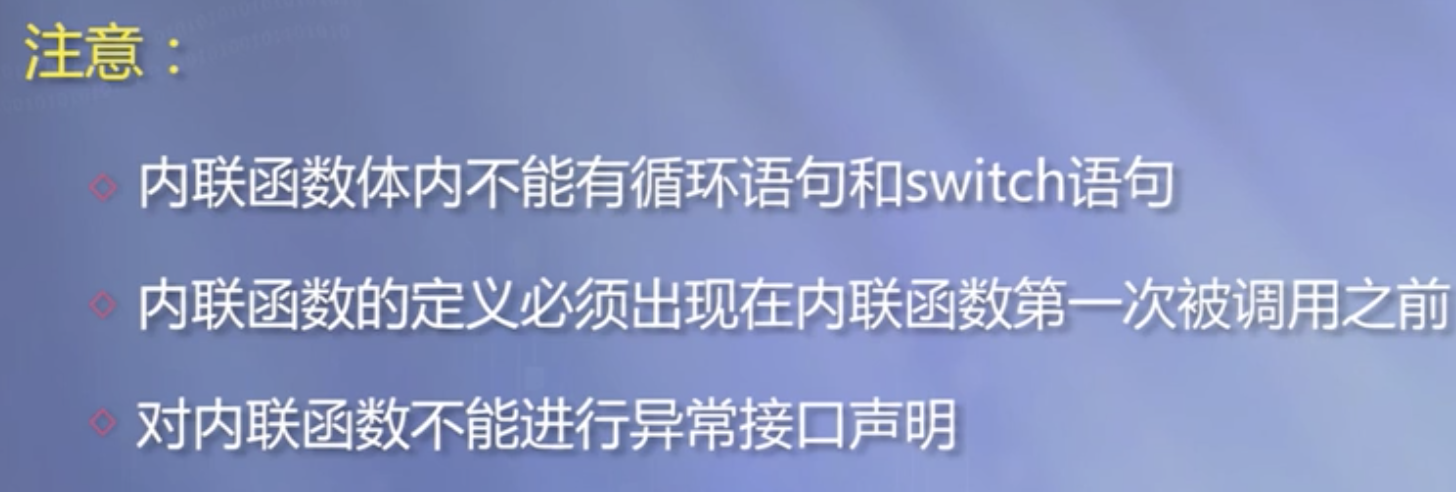 注意：
内联函数体内不能有循环语句和switch语句
内联函数的定义必须出现在内联函数第一次被调用之前
对内联函数不能进行异常接口声明